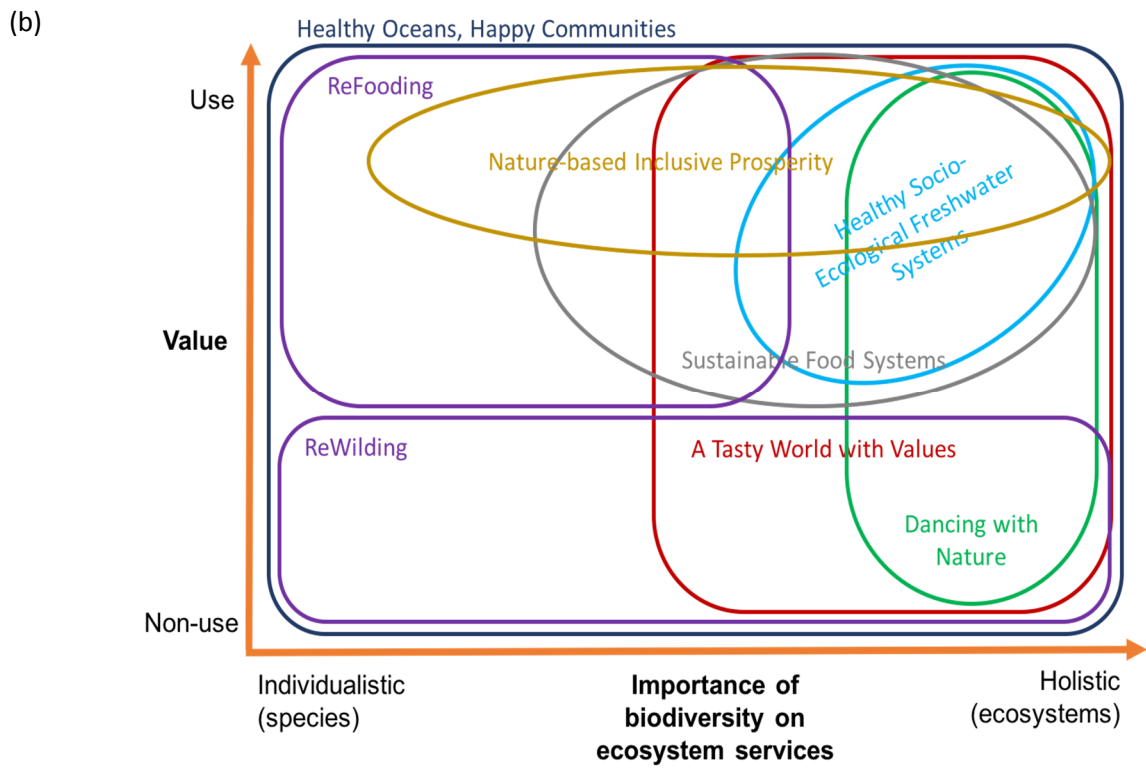 (b)
Healthy Oceans, Happy Communities
Use
ReFooding
Nature-based Inclusive Prosperity
Healthy Socio-
Ecological Freshwater
Systems
Value
Sustainable Food Systems
ReWilding
A Tasty World with Values
Dancing with
Nature
Non-use
Individualistic
(species)
Importance of
biodiversity on
ecosystem services
Holistic
(ecosystems)